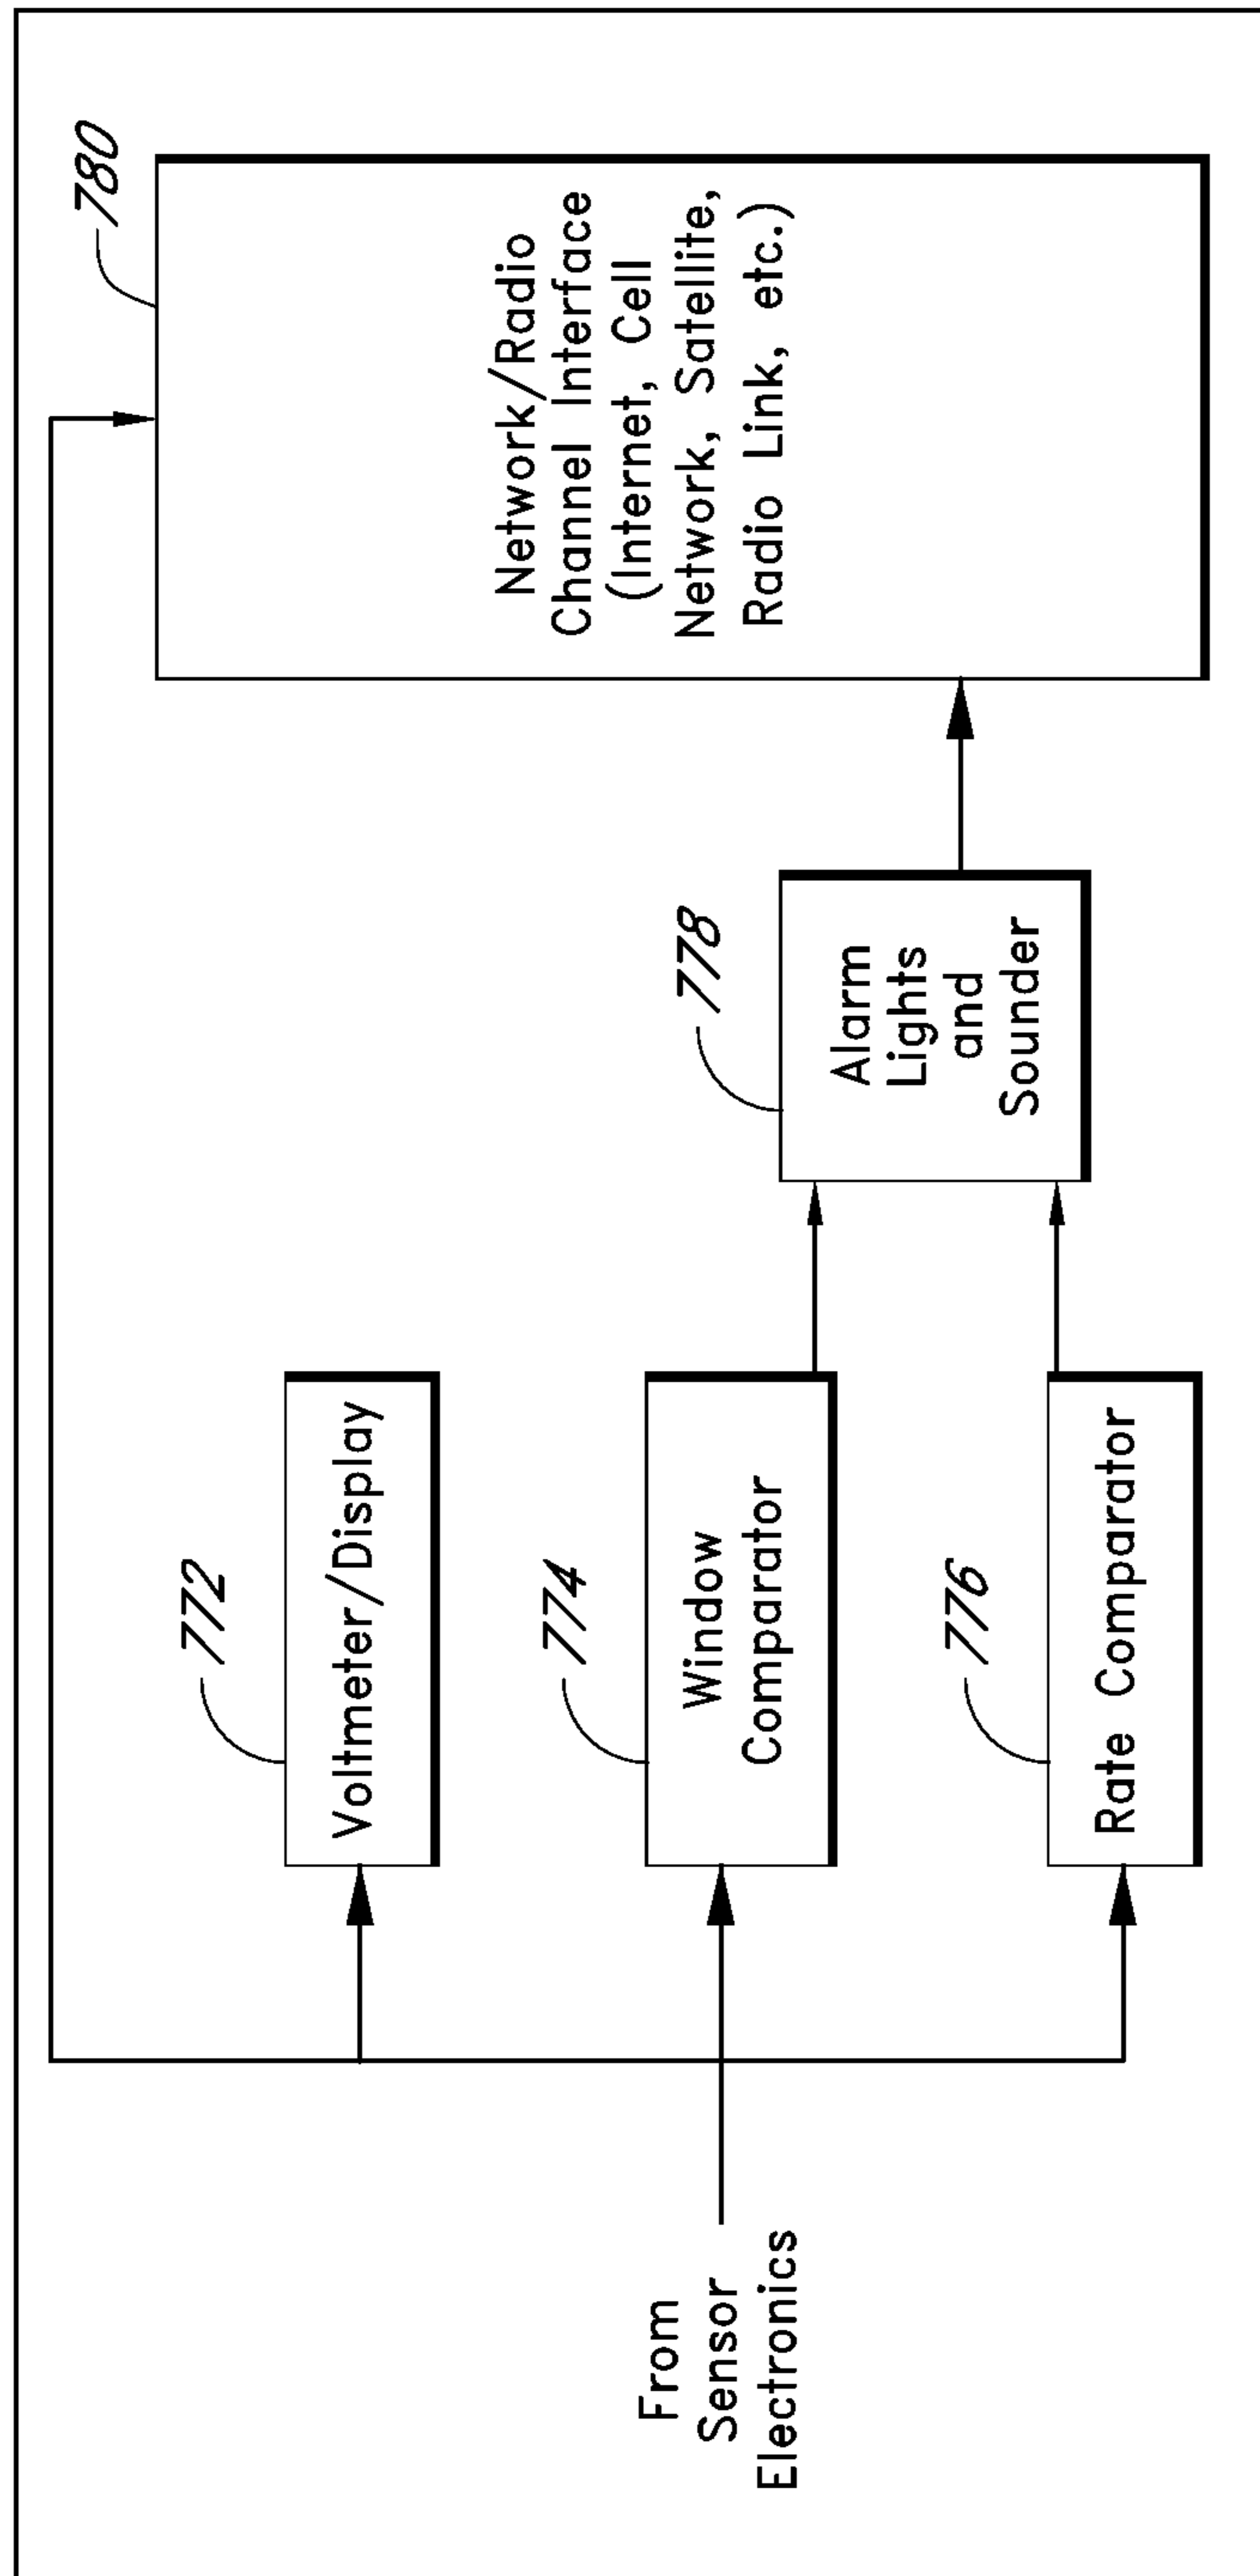 From
Sensor
Electronics
772
Voltmeter/Display
774
Window
Comparator
776
Rate Comparator
778
Alarm
Lights
and
Sounder
780
Network/Radio
Channel Interface
(Internet, Cell
Network, Satellite,
Radio Link, etc.)